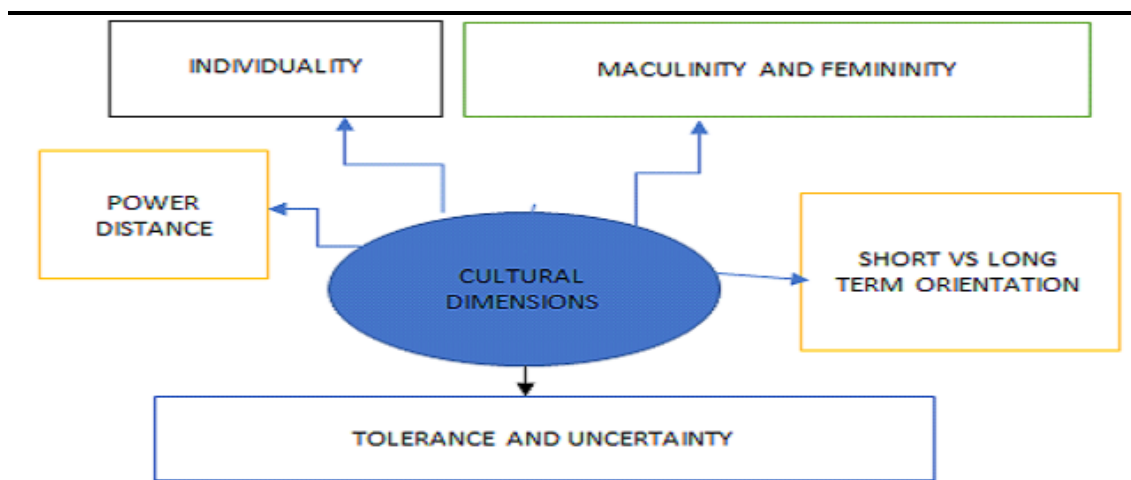 INDIVIDUALITY
MACULINITY AND FEMININITY
POWER
DISTANCE
CULTURAL
DIMENSIONS
SHORT VS LONG
TERM ORIENTATION
TOLERANCE AND UNCERTAINTY